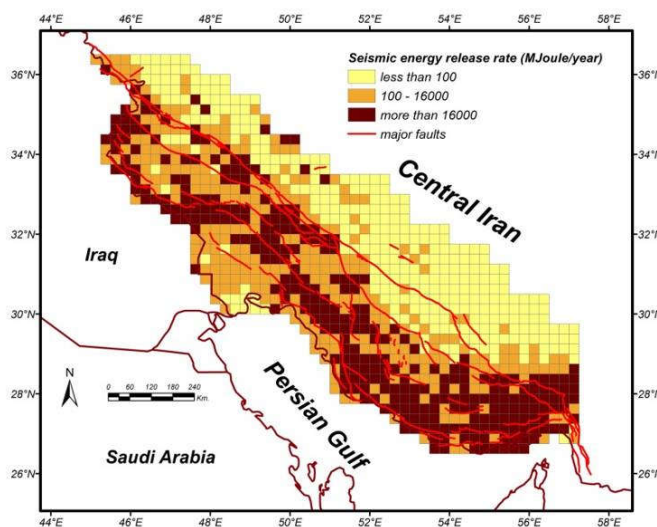 44°E 46°E 48°E 50°E 52°E 54°E 56°E 58°E
Seismic energy release rate (MJoule/year)
less than 100
100 - 16000
more than 16000
major faults
36°N 36°N
34°N 34°N
32°N 32°N
30°N 30°N
28°N 28°N
26°N 26°N
Central Iran
Iraq
Persian Gulf
Saudi Arabia
N
0 30 60 120 180 240
Km.
44°E 46°E 48°E 50°E 52°E 54°E 56°E 58°E